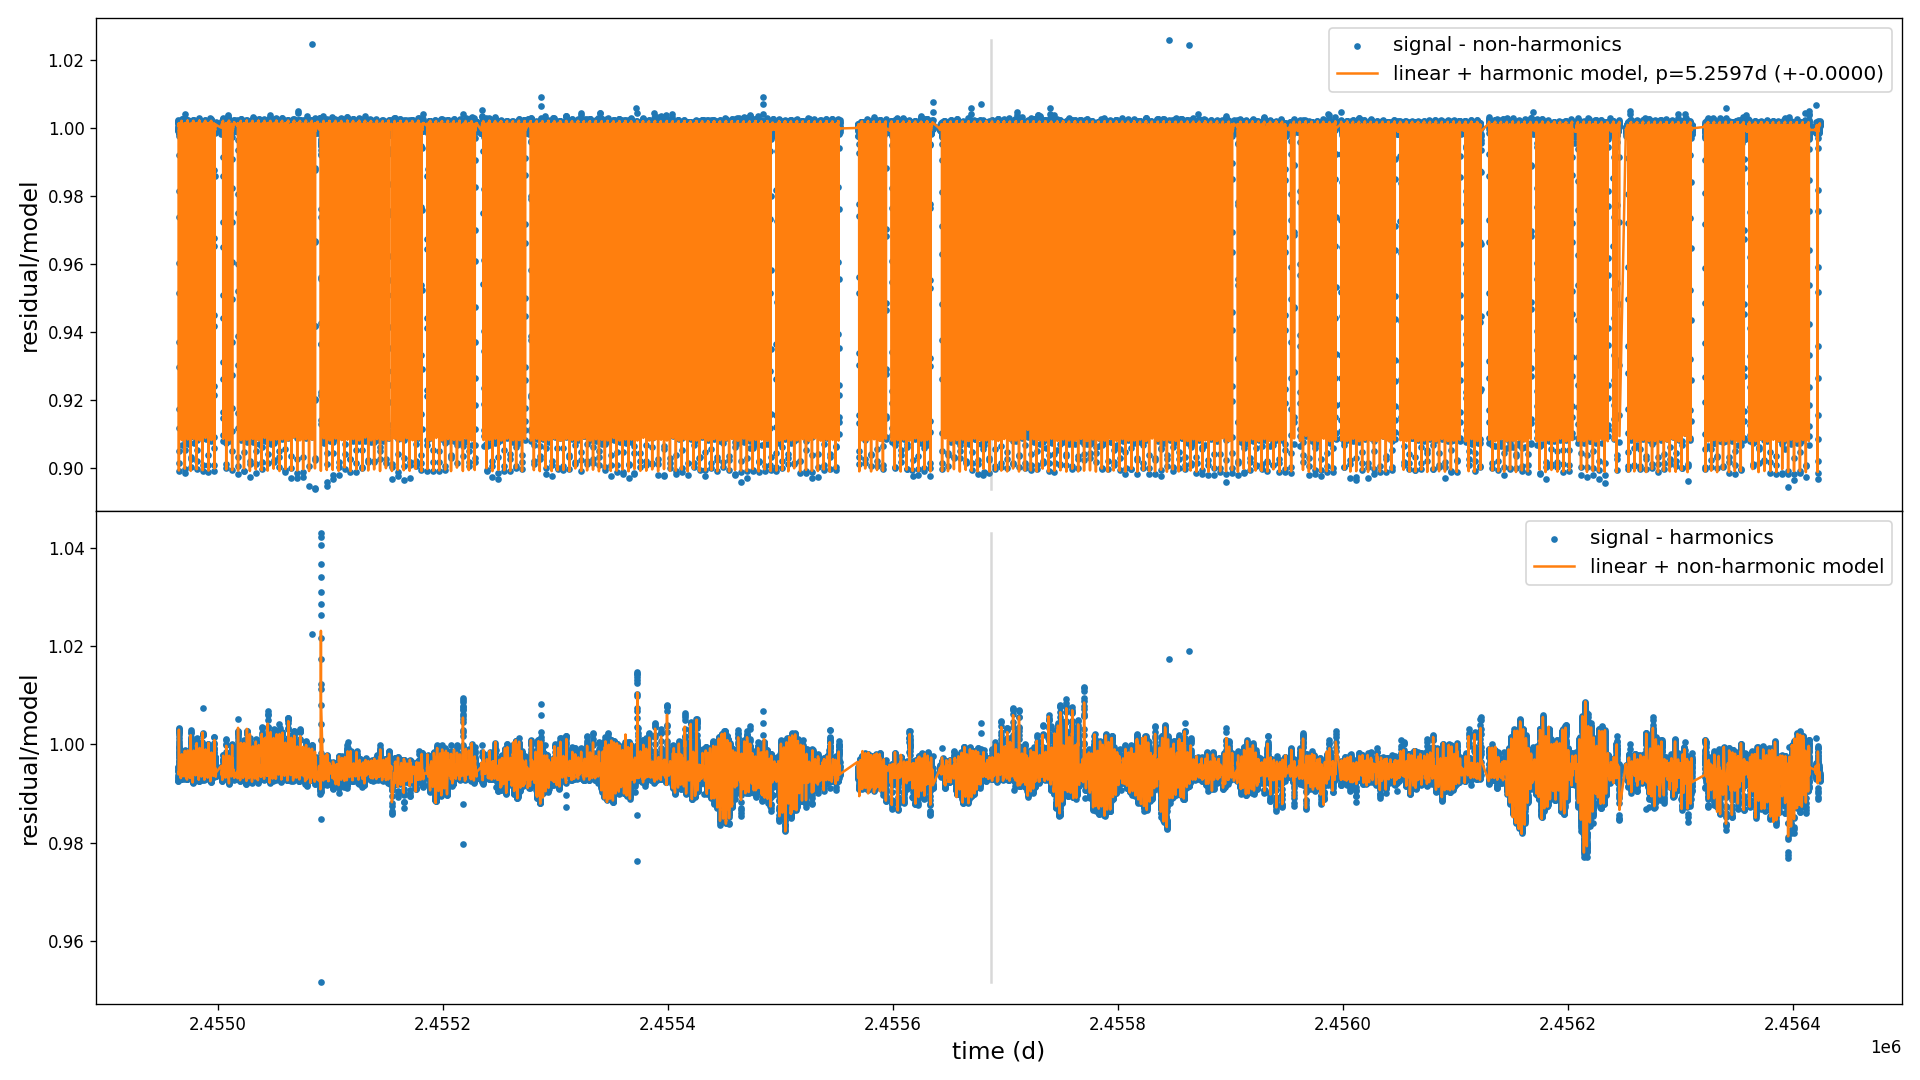 signal - non-harmonics
linear + harmonic model, p=5.2597d (+-0.0000)
residual/model
1.02
1.00
0.98
0.96
0.94
0.92
0.90
signal - harmonics
linear + non-harmonic model
residual/model
1.04
1.02
1.00
0.98
0.96
2.4550
2.4552
2.4554
2.4556
2.4558
2.4560
2.4562
2.4564
1e6
time (d)